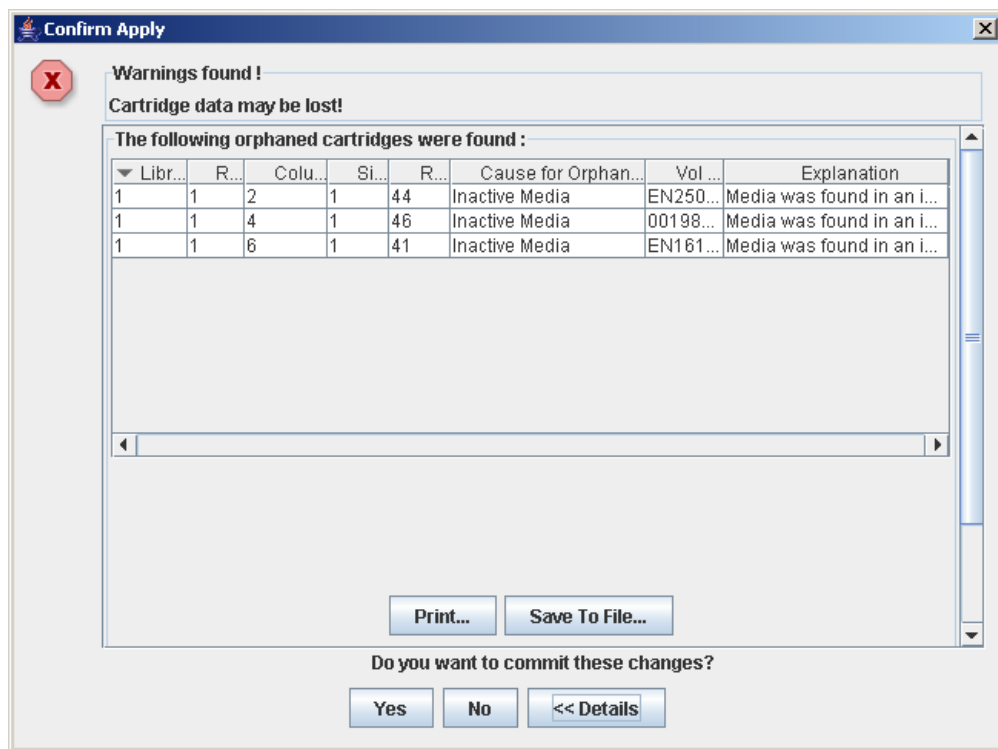 Confirm Apply
Warnings found !
Cartridge data may be lost!
The following orphaned cartridges were found :
Libr... R... Colu... Si... R... Cause for Orphan... Vol ... Explanation
1 1 2 1 44 Inactive Media EN250... Media was found in an i...
1 1 4 1 46 Inactive Media 00198... Media was found in an i...
1 1 6 1 41 Inactive Media EN161... Media was found in an i...
Print... Save To File...
Do you want to commit these changes?
Yes No << Details